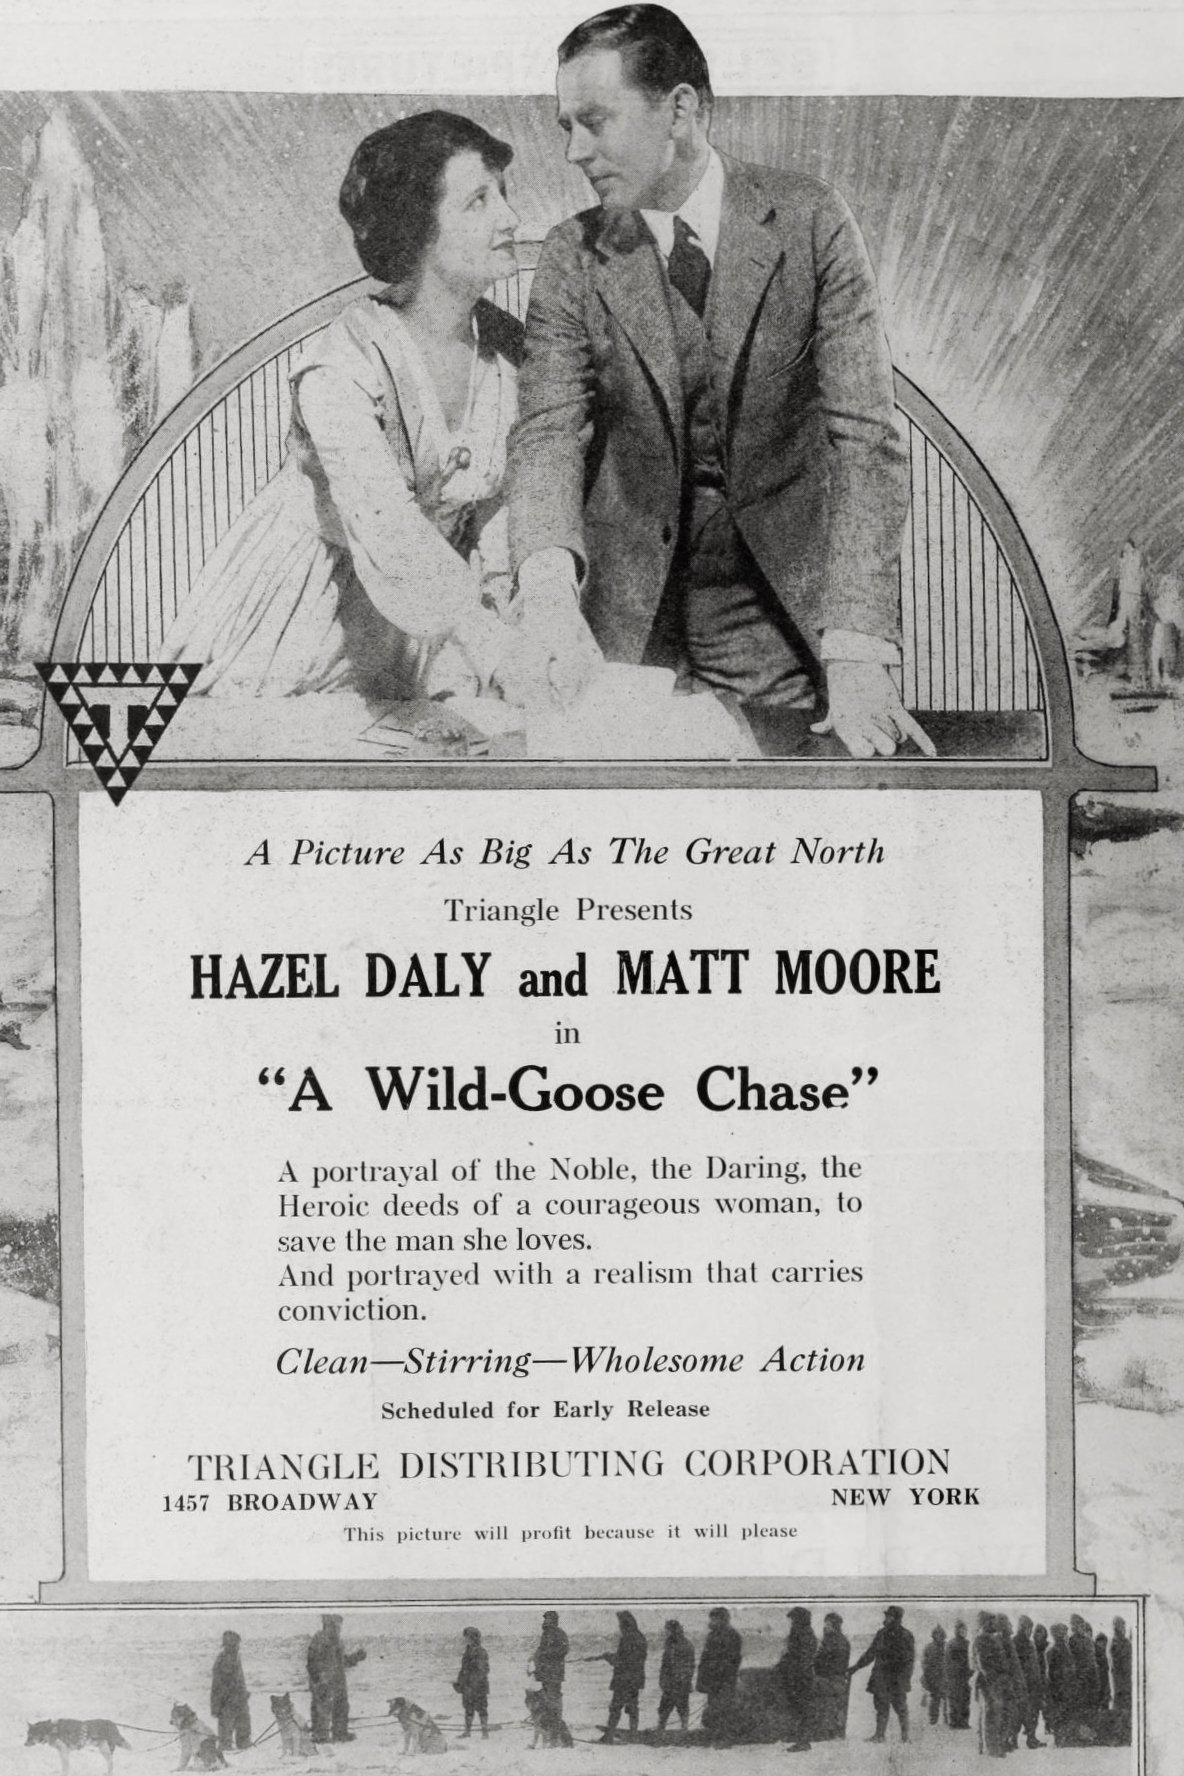 T
A Picture As Big As The Great North
Triangle Presents
HAZEL DALY and MATT MOORE
in
“A Wild-Goose Chase”
A portrayal of the Noble, the Daring, the
Heroic deeds of a courageous woman, to
save the man she loves.
And portrayed with a realism that carries
conviction.
Clean—Stirring—Wholesome Action
Scheduled for Early Release
TRIANGLE DISTRIBUTING CORPORATION
1457 BROADWAY NEW YORK
This picture will profit because it will please